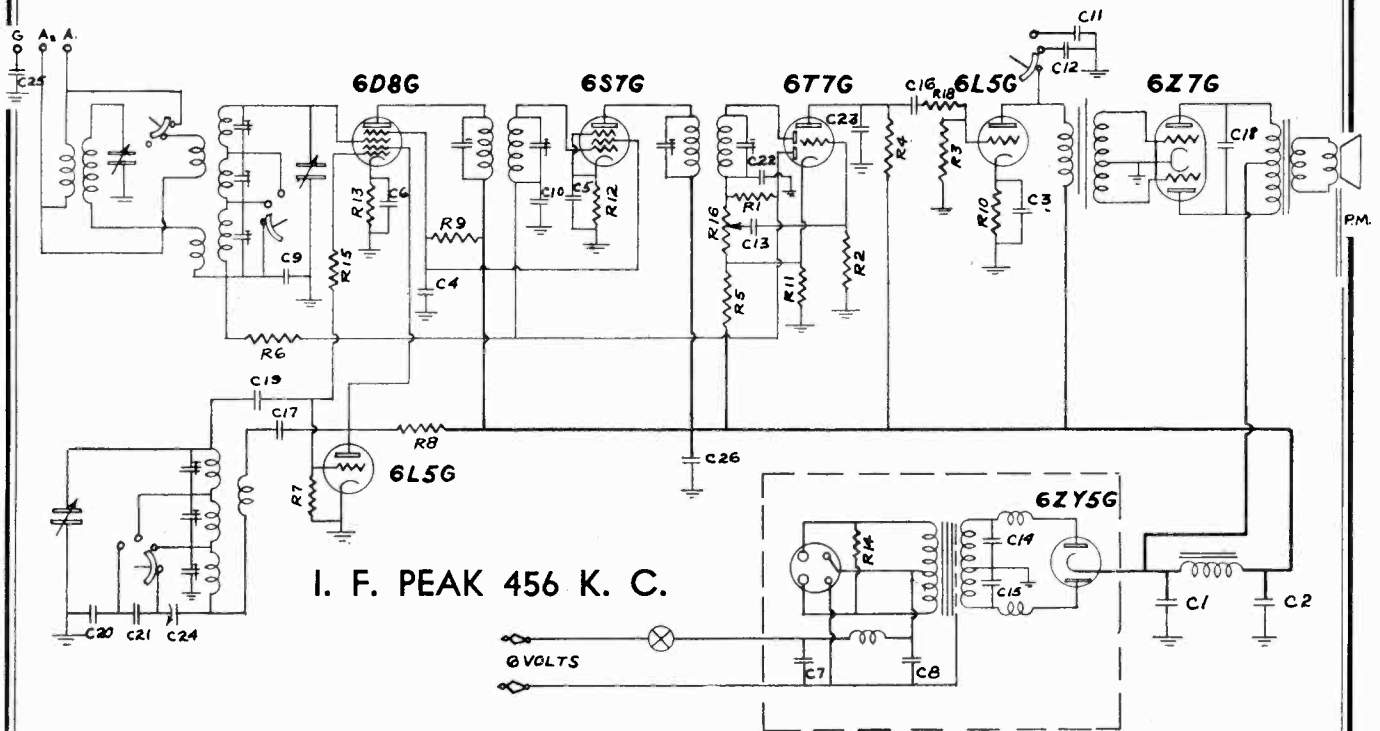 G A₂ A.
C11
C12
C25
6D8G
6S7G
6T7G
C16
R18
6L5G
6Z7G
C23
R4
R3
C18
C22
R13
C6
C10
C5
R12
R1
R16
C13
R10
C3
P.M.
R9
R15
C9
C4
R5
R11
R2
R6
C19
C17
R8
C26
6L5G
R7
6ZY5G
R14
C14
C15
I. F. PEAK 456 K. C.
C1
C2
C20
C21
C24
6 VOLTS
C7
C8